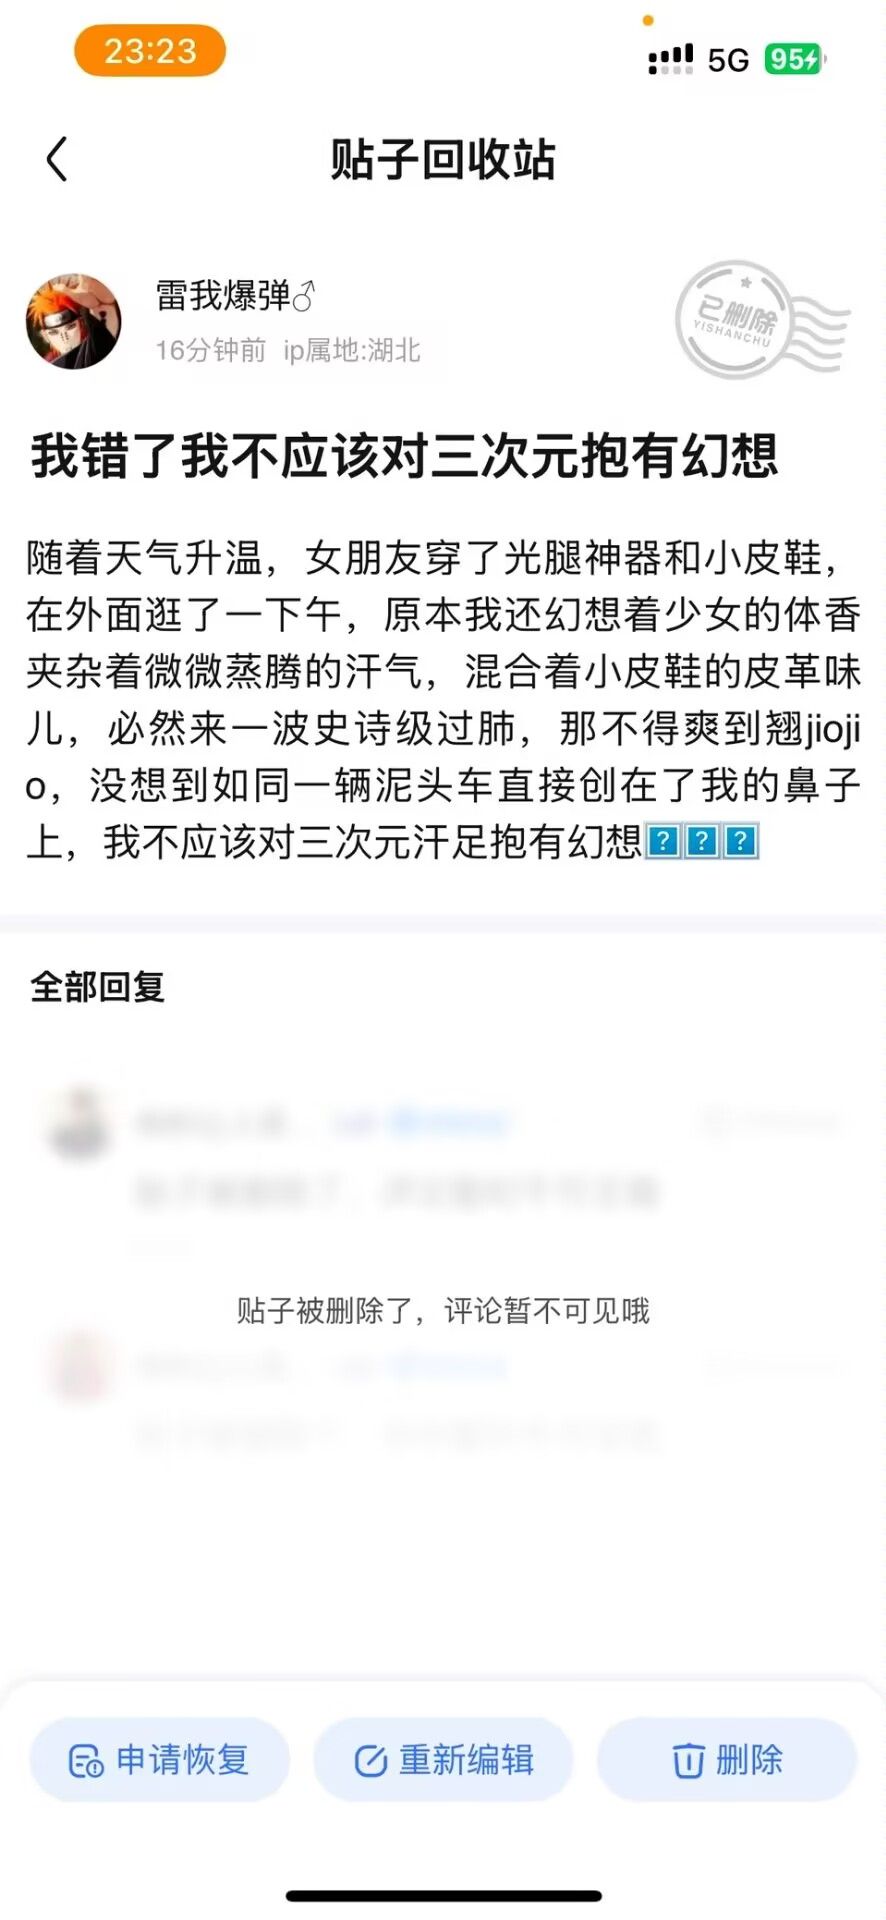 23:23
5G
95
贴子回收站
雷我爆弹♂
16分钟前 ip属地:湖北
已删除
YISHANCHU
我错了我不应该对三次元抱有幻想
随着天气升温，女朋友穿了光腿神器和小皮鞋，
在外面逛了一下午，原本我还幻想着少女的体香
夹杂着微微蒸腾的汗气，混合着小皮鞋的皮革味
儿，必然来一波史诗级过肺，那不得爽到翘jioji
o，没想到如同一辆泥头车直接创在了我的鼻子
上，我不应该对三次元汗足抱有幻想???
全部回复
贴子被删除了，评论暂不可见哦
申请恢复
重新编辑
删除